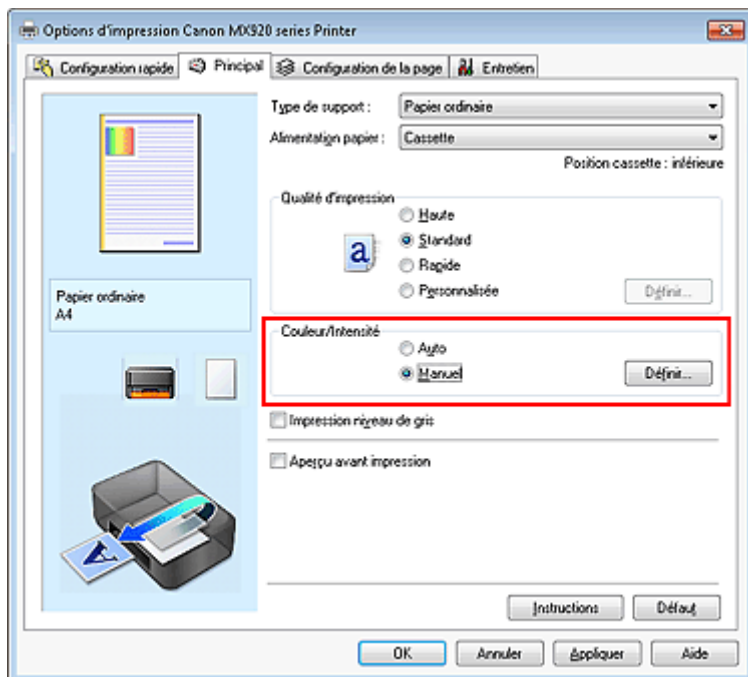 Options d'impression Canon MX920 series Printer
Configuration rapide Principal Configuration de la page Entretien
Type de support : Papier ordinaire
Alimentation papier : Cassette
Position cassette : intérieure
Qualité d'impression
Haute
a Standard
Rapide
Personnalisée Définir...
Papier ordinaire
A4
Couleur/Intensité
Auto
Manuel Définir...
Impression niveau de gris
Aperçu avant impression
A
Instructions Défaut
OK Annuler Appliquer Aide